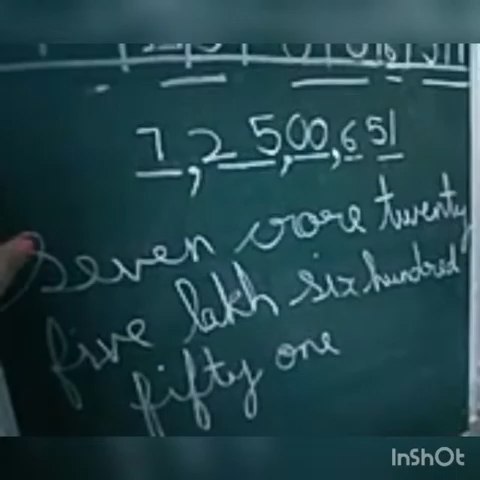 7,25,00,651
Seven crore twenty
five lakh six hundred
fifty one
InShOt